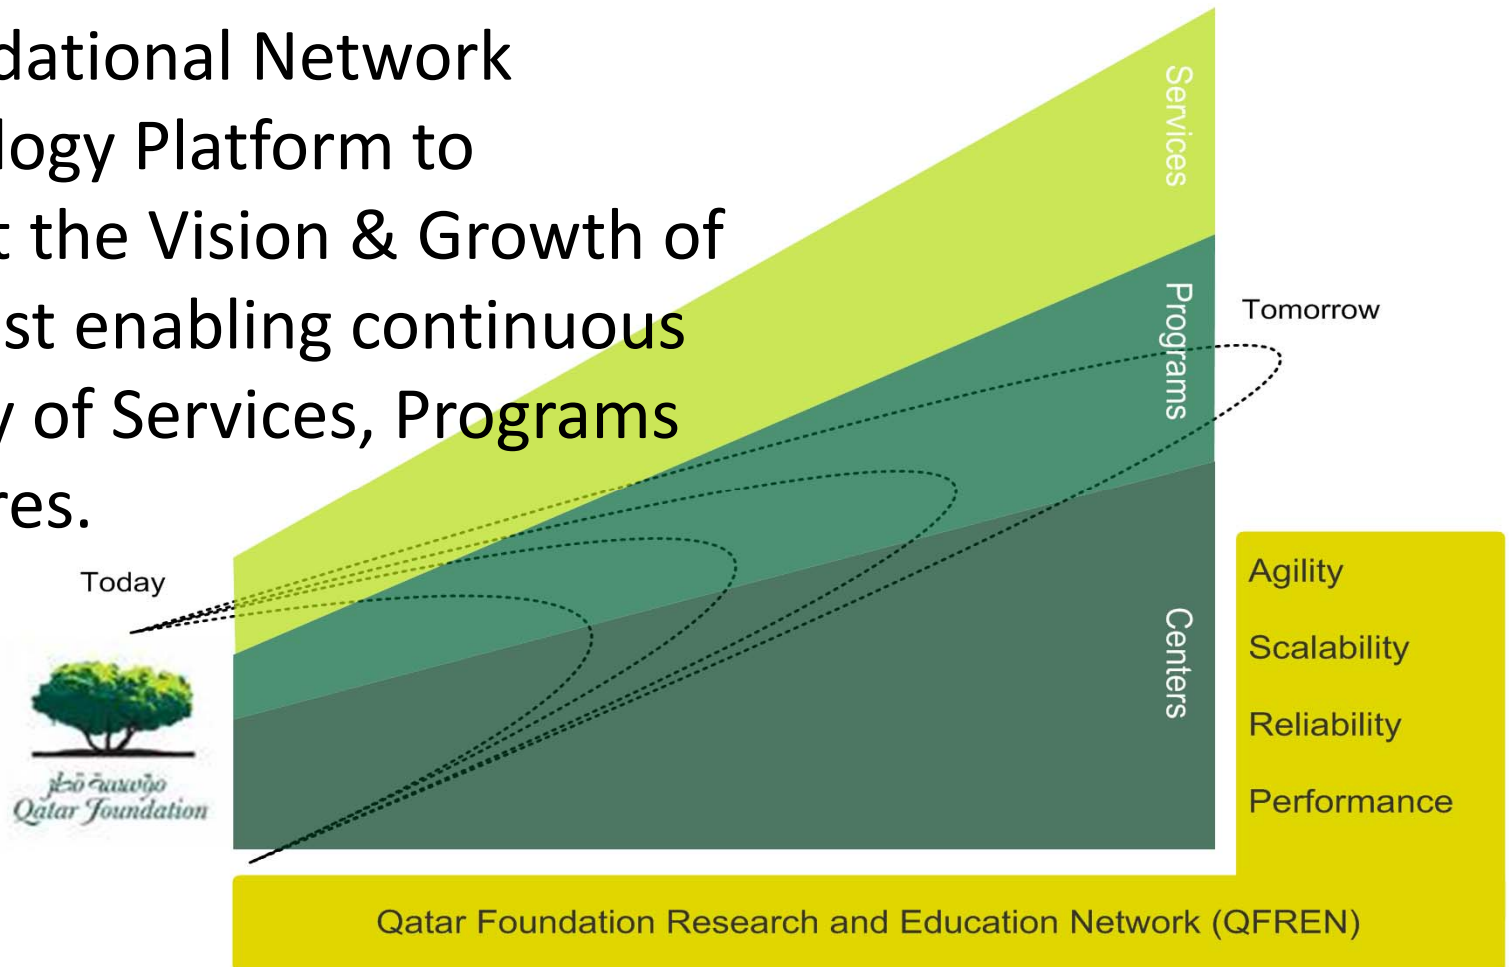 dational Network
logy Platform to
t the Vision & Growth of
st enabling continuous
y of Services, Programs
res.
Services
Programs
Centers
Tomorrow
Today
Agility
Scalability
Reliability
Performance
مؤسسة قطر
Qatar Foundation
Qatar Foundation Research and Education Network (QFREN)